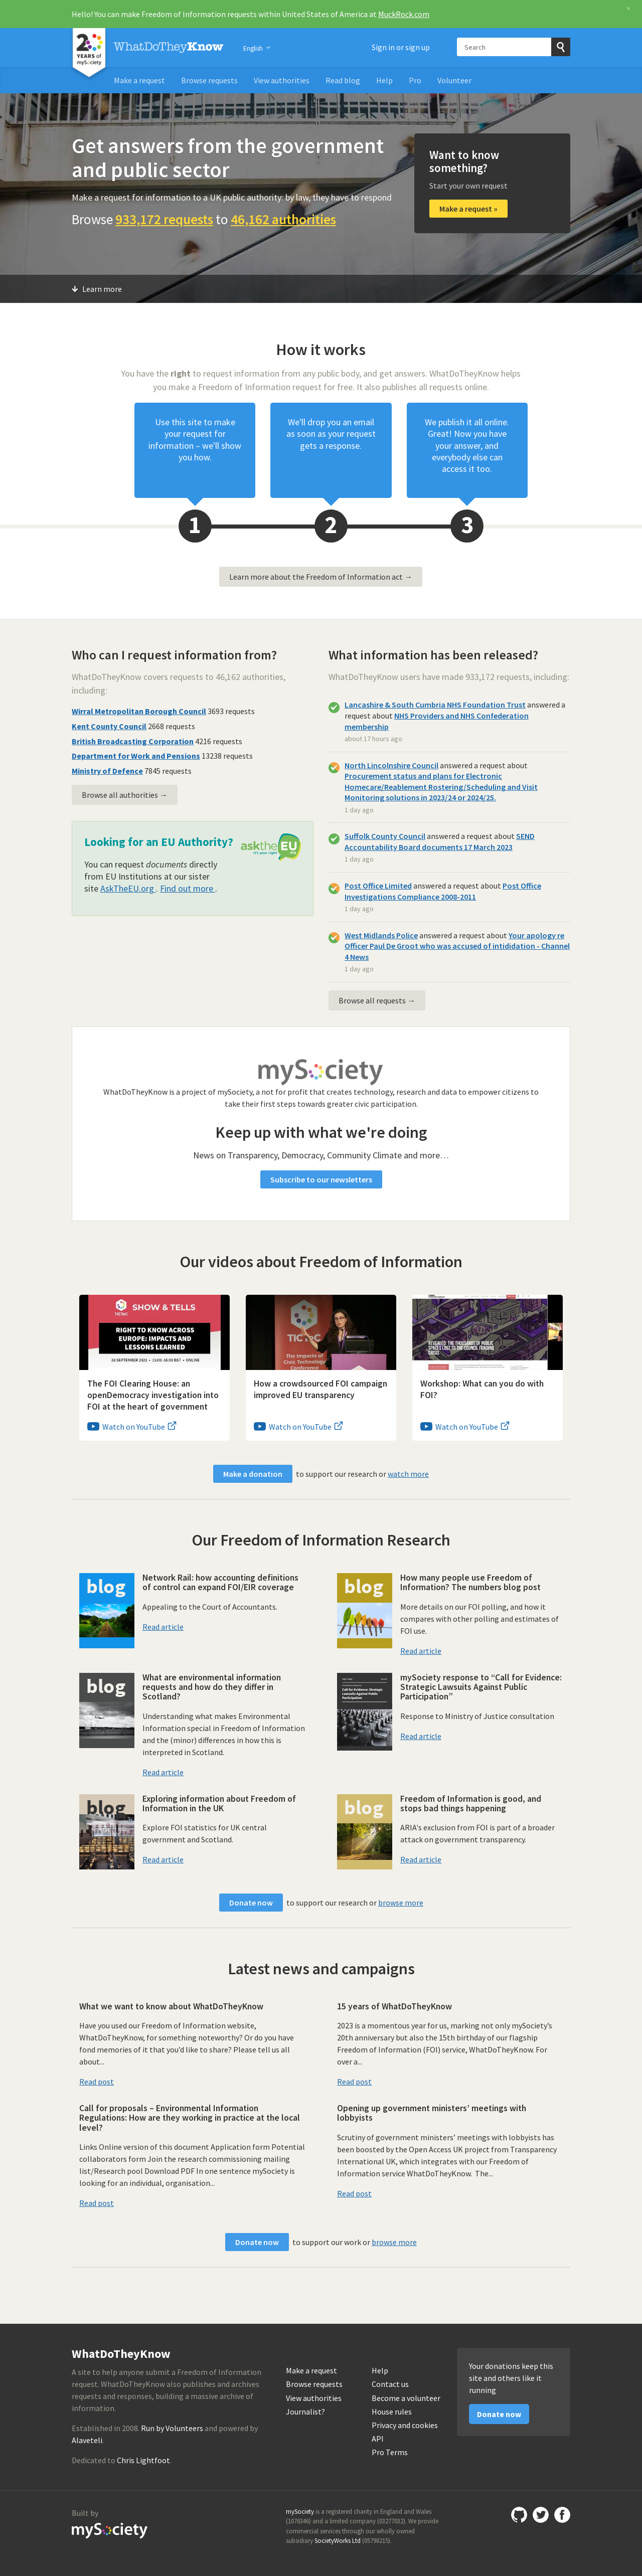 Hello! You can make Freedom of Information requests within United States of America at MuckRock.com
×
20
YEARS of
mySociety
WhatDoTheyKnow
English
Sign in or sign up
Search
Make a request
Browse requests
View authorities
Read blog
Help
Pro
Volunteer
Get answers from the government
and public sector
Make a request for information to a UK public authority: by law, they have to respond
Browse 933,172 requests to 46,162 authorities
Want to know
something?
Start your own request
Make a request »
Learn more
How it works
You have the right to request information from any public body, and get answers. WhatDoTheyKnow helps
you make a Freedom of Information request for free. It also publishes all requests online.
Use this site to make
your request for
information – we'll show
you how.
We'll drop you an email
as soon as your request
gets a response.
We publish it all online.
Great! Now you have
your answer, and
everybody else can
access it too.
1
2
3
Learn more about the Freedom of Information act →
Who can I request information from?
WhatDoTheyKnow covers requests to 46,162 authorities,
including:
Wirral Metropolitan Borough Council 3693 requests
Kent County Council 2668 requests
British Broadcasting Corporation 4216 requests
Department for Work and Pensions 13238 requests
Ministry of Defence 7845 requests
Browse all authorities →
Looking for an EU Authority?
asktheEU
it's your right
You can request documents directly
from EU Institutions at our sister
site AskTheEU.org . Find out more .
What information has been released?
WhatDoTheyKnow users have made 933,172 requests, including:
Lancashire & South Cumbria NHS Foundation Trust answered a
request about NHS Providers and NHS Confederation
membership
about 17 hours ago
North Lincolnshire Council answered a request about
Procurement status and plans for Electronic
Homecare/Reablement Rostering/Scheduling and Visit
Monitoring solutions in 2023/24 or 2024/25.
1 day ago
Suffolk County Council answered a request about SEND
Accountability Board documents 17 March 2023
1 day ago
Post Office Limited answered a request about Post Office
Investigations Compliance 2008-2011
1 day ago
West Midlands Police answered a request about Your apology re
Officer Paul De Groot who was accused of intididation - Channel
4 News
1 day ago
Browse all requests →
mySociety
WhatDoTheyKnow is a project of mySociety, a not for profit that creates technology, research and data to empower citizens to
take their first steps towards greater civic participation.
Keep up with what we're doing
News on Transparency, Democracy, Community Climate and more…
Subscribe to our newsletters
Our videos about Freedom of Information
TICTeC
SHOW & TELLS
RIGHT TO KNOW ACROSS
EUROPE: IMPACTS AND
LESSONS LEARNED
The FOI Clearing House: an
openDemocracy investigation into
FOI at the heart of government
Watch on YouTube
TICTeC
The Impacts of
Civic Technology
Conference
How a crowdsourced FOI campaign
improved EU transparency
Watch on YouTube
REVEALED: THE THOUSANDS OF PUBLIC
SPACES LOST TO THE COUNCIL FUNDING
CRISIS
Workshop: What can you do with
FOI?
Watch on YouTube
Make a donation to support our research or watch more
Our Freedom of Information Research
blog
Network Rail: how accounting definitions
of control can expand FOI/EIR coverage
Appealing to the Court of Accountants.
Read article
blog
How many people use Freedom of
Information? The numbers blog post
More details on our FOI polling, and how it
compares with other polling and estimates of
FOI use.
Read article
blog
What are environmental information
requests and how do they differ in
Scotland?
Understanding what makes Environmental
Information special in Freedom of Information
and the (minor) differences in how this is
interpreted in Scotland.
Read article
Call for Evidence: Strategic
Lawsuits Against Public
Participation
mySociety response to “Call for Evidence:
Strategic Lawsuits Against Public
Participation”
Response to Ministry of Justice consultation
Read article
blog
Exploring information about Freedom of
Information in the UK
Explore FOI statistics for UK central
government and Scotland.
Read article
blog
Freedom of Information is good, and
stops bad things happening
ARIA's exclusion from FOI is part of a broader
attack on government transparency.
Read article
Donate now to support our research or browse more
Latest news and campaigns
What we want to know about WhatDoTheyKnow
Have you used our Freedom of Information website,
WhatDoTheyKnow, for something noteworthy? Or do you have
fond memories of it that you’d like to share? Please tell us all
about...
Read post
15 years of WhatDoTheyKnow
2023 is a momentous year for us, marking not only mySociety’s
20th anniversary but also the 15th birthday of our flagship
Freedom of Information (FOI) service, WhatDoTheyKnow. For
over a...
Read post
Call for proposals – Environmental Information
Regulations: How are they working in practice at the local
level?
Links Online version of this document Application form Potential
collaborators form Join the research commissioning mailing
list/Research pool Download PDF In one sentence mySociety is
looking for an individual, organisation...
Read post
Opening up government ministers’ meetings with
lobbyists
Scrutiny of government ministers’ meetings with lobbyists has
been boosted by the Open Access UK project from Transparency
International UK, which integrates with our Freedom of
Information service WhatDoTheyKnow. The...
Read post
Donate now to support our work or browse more
WhatDoTheyKnow
A site to help anyone submit a Freedom of Information
request. WhatDoTheyKnow also publishes and archives
requests and responses, building a massive archive of
information.
Established in 2008. Run by Volunteers and powered by
Alaveteli.
Dedicated to Chris Lightfoot.
Make a request
Browse requests
View authorities
Journalist?
Help
Contact us
Become a volunteer
House rules
Privacy and cookies
API
Pro Terms
Your donations keep this
site and others like it
running
Donate now
Built by
mySociety
mySociety is a registered charity in England and Wales
(1076346) and a limited company (03277032). We provide
commercial services through our wholly owned
subsidiary SocietyWorks Ltd (05798215).